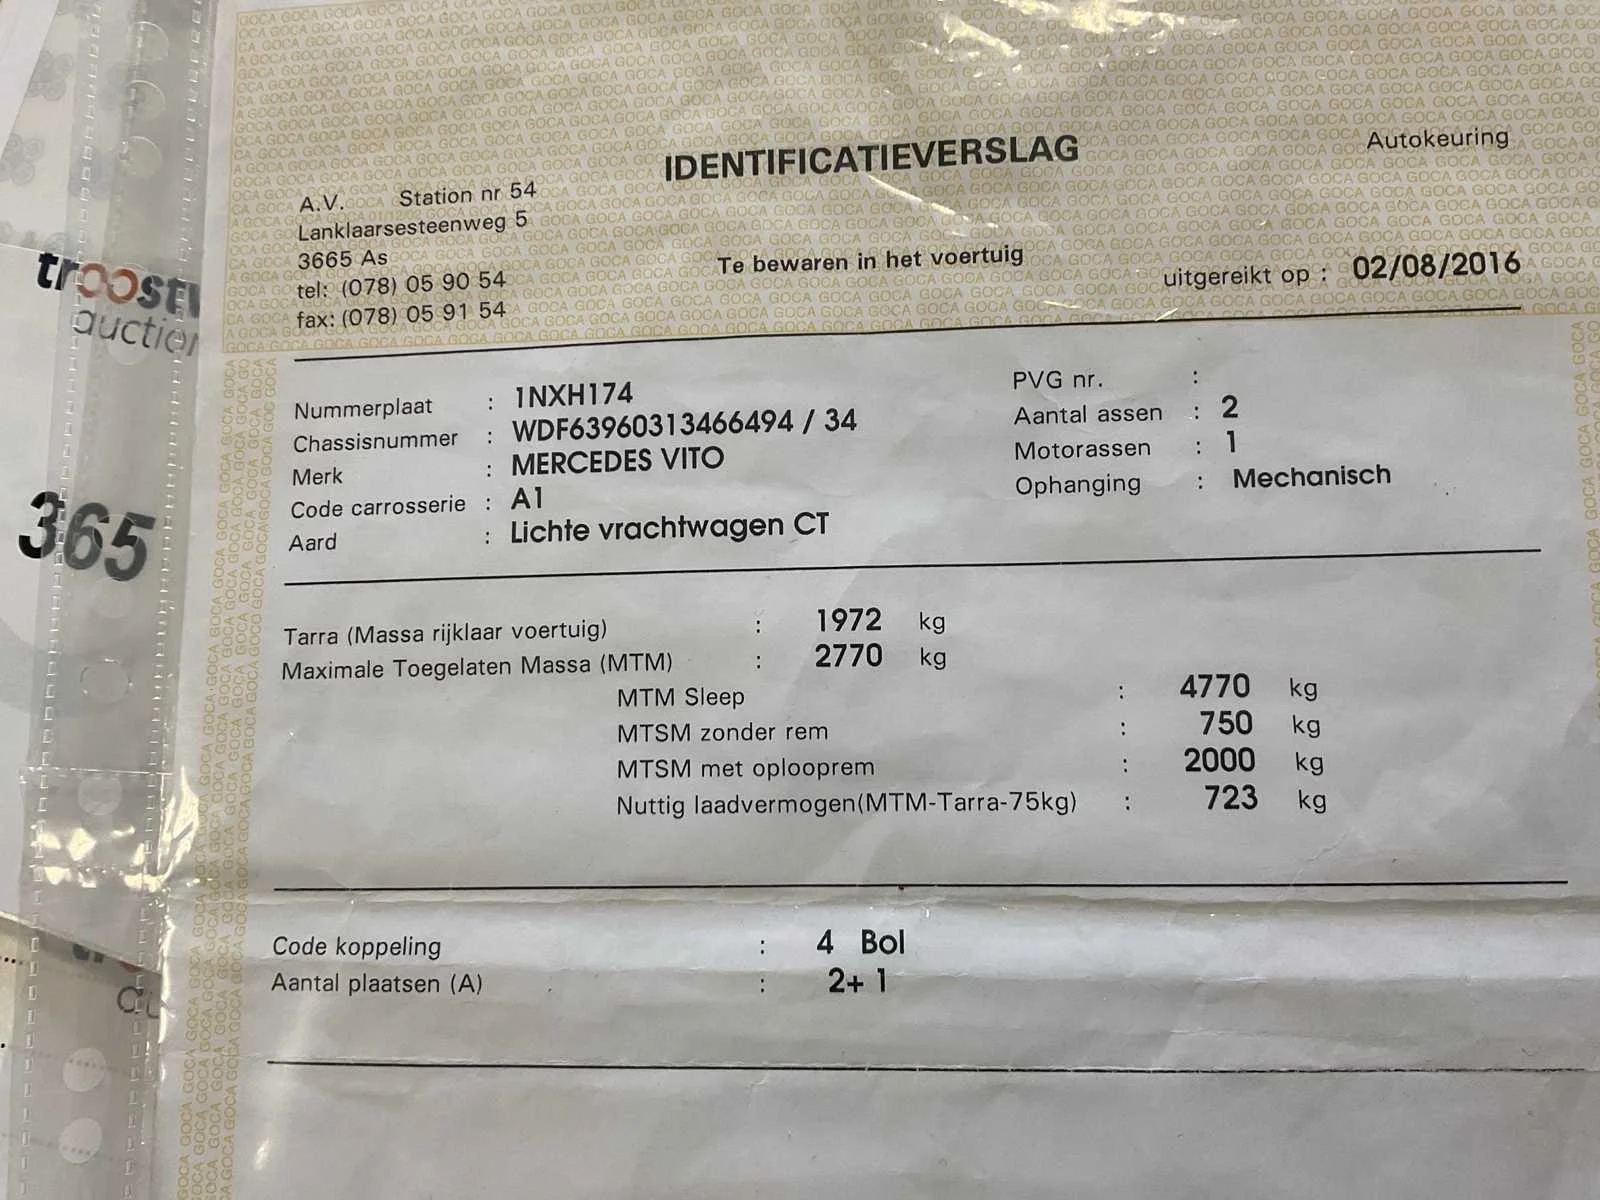 IDENTIFICATIEVERSLAG
Autokeuring
A.V. Station nr 54
Lanklaarsesteenweg 5
3665 As
tel: (078) 05 90 54
fax: (078) 05 91 54
Te bewaren in het voertuig
uitgereikt op : 02/08/2016
troostw
auction
365
Nummerplaat : 1NXH174
Chassisnummer : WDF63960313466494 / 34
Merk : MERCEDES VITO
Code carrosserie : A1
Aard : Lichte vrachtwagen CT
PVG nr. :
Aantal assen : 2
Motorassen : 1
Ophanging : Mechanisch
Tarra (Massa rijklaar voertuig) : 1972 kg
Maximale Toegelaten Massa (MTM) : 2770 kg
MTM Sleep : 4770 kg
MTSM zonder rem : 750 kg
MTSM met oplooprem : 2000 kg
Nuttig laadvermogen(MTM-Tarra-75kg) : 723 kg
Code koppeling : 4 Bol
Aantal plaatsen (A) : 2+ 1